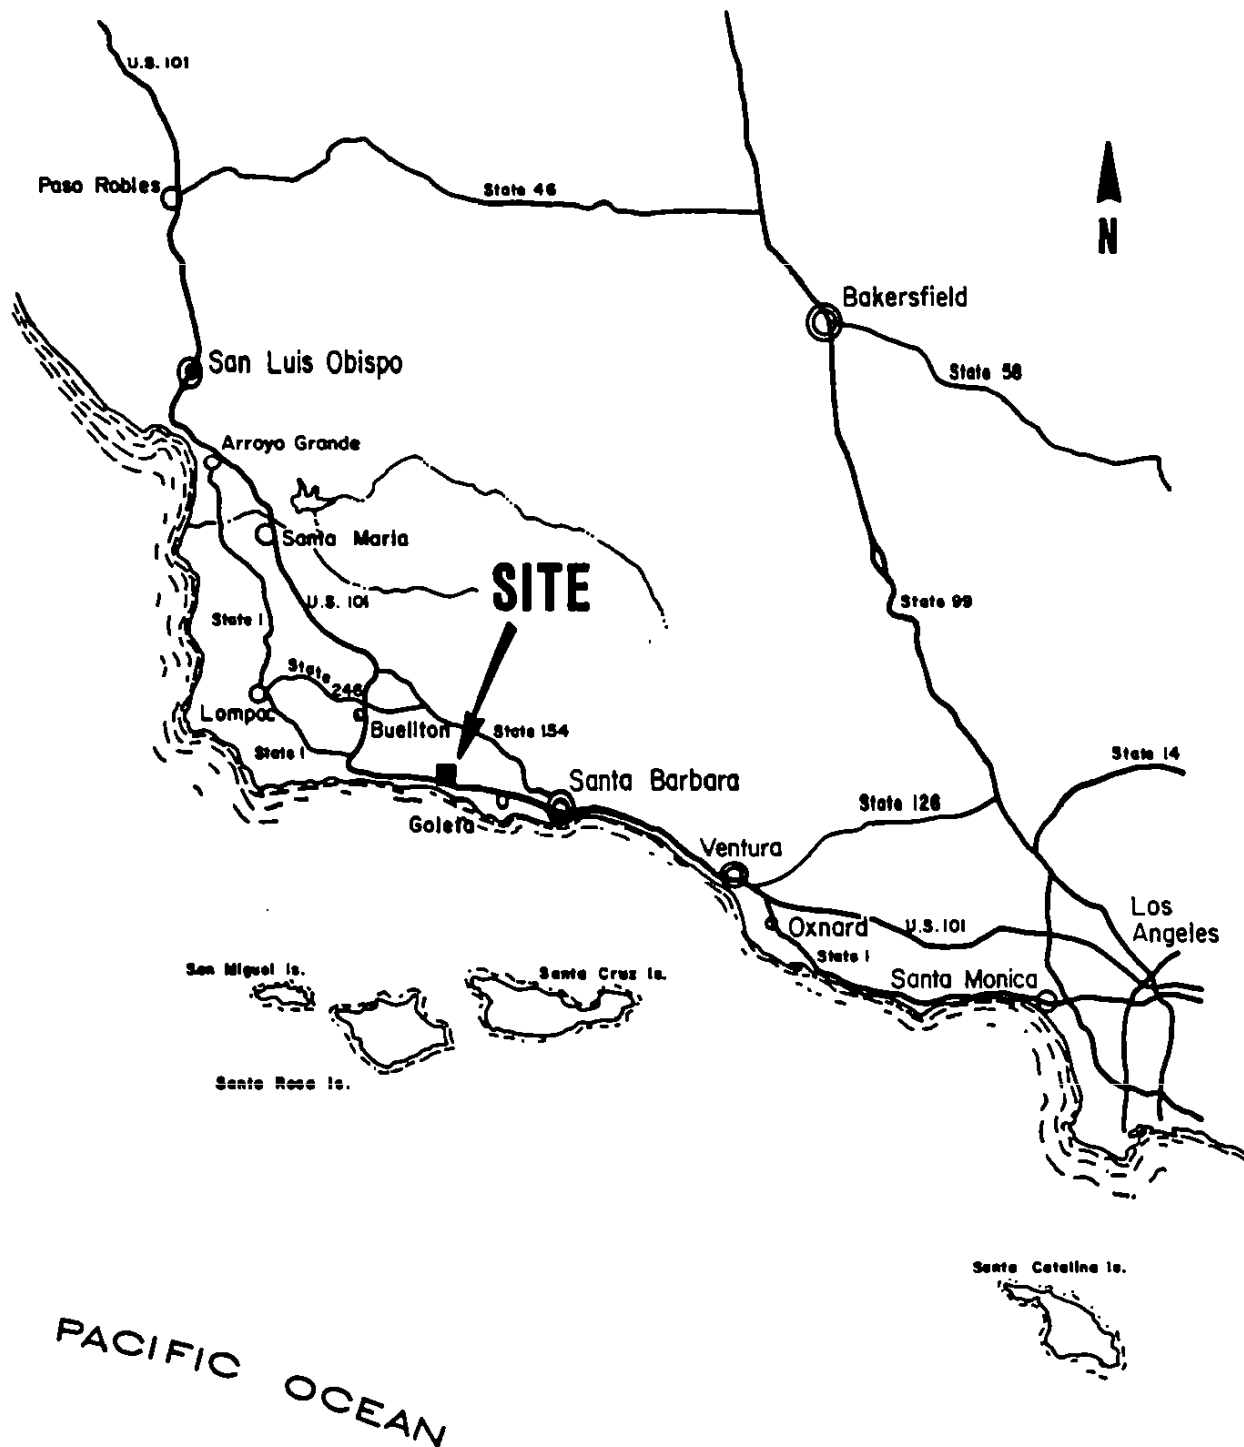 U.S. 101
Paso Robles
State 46
N
Bakersfield
San Luis Obispo
State 58
Arroyo Grande
Santa Maria
SITE
U.S. 101
State 99
State 1
State
246
Lompoc
Buellton
State 154
State 1
State 14
Santa Barbara
State 126
Goleta
Ventura
Los
Angeles
Oxnard
U.S. 101
State 1
San Miguel Is.
Santa Cruz Is.
Santa Monica
Santa Rosa Is.
Santa Catalina Is.
PACIFIC OCEAN